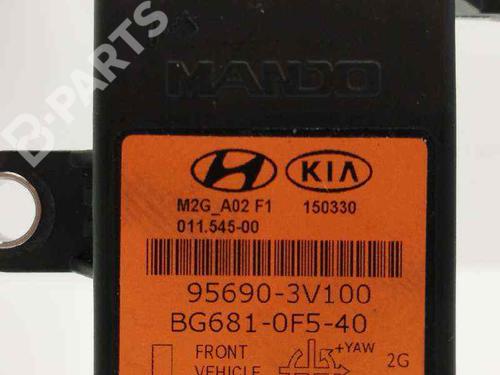 B-PARTS
MANDO
KIA
M2G_A02 F1 150330
011.545-00
95690-3V100
BG681-0F5-40
FRONT +YAW 2G
VEHICLE